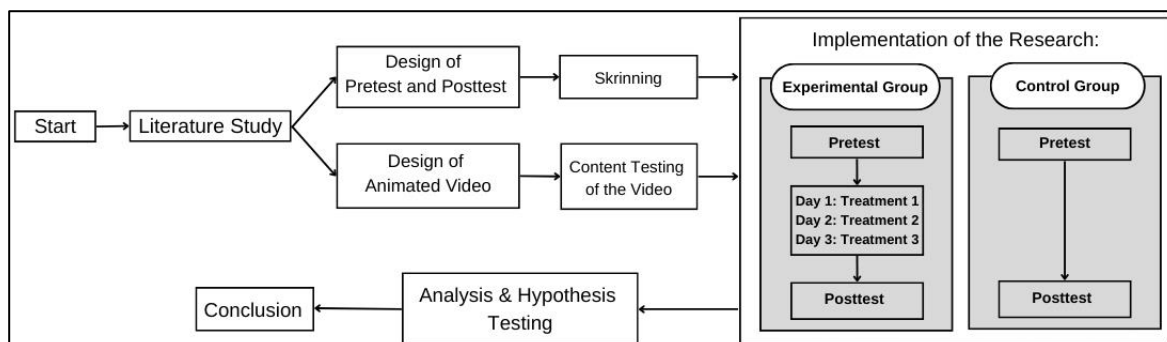 Start
Literature Study
Design of
Pretest and Posttest
Skrinning
Design of
Animated Video
Content Testing
of the Video
Implementation of the Research:
Experimental Group
Pretest
Day 1: Treatment 1
Day 2: Treatment 2
Day 3: Treatment 3
Posttest
Control Group
Pretest
Posttest
Analysis & Hypothesis
Testing
Conclusion